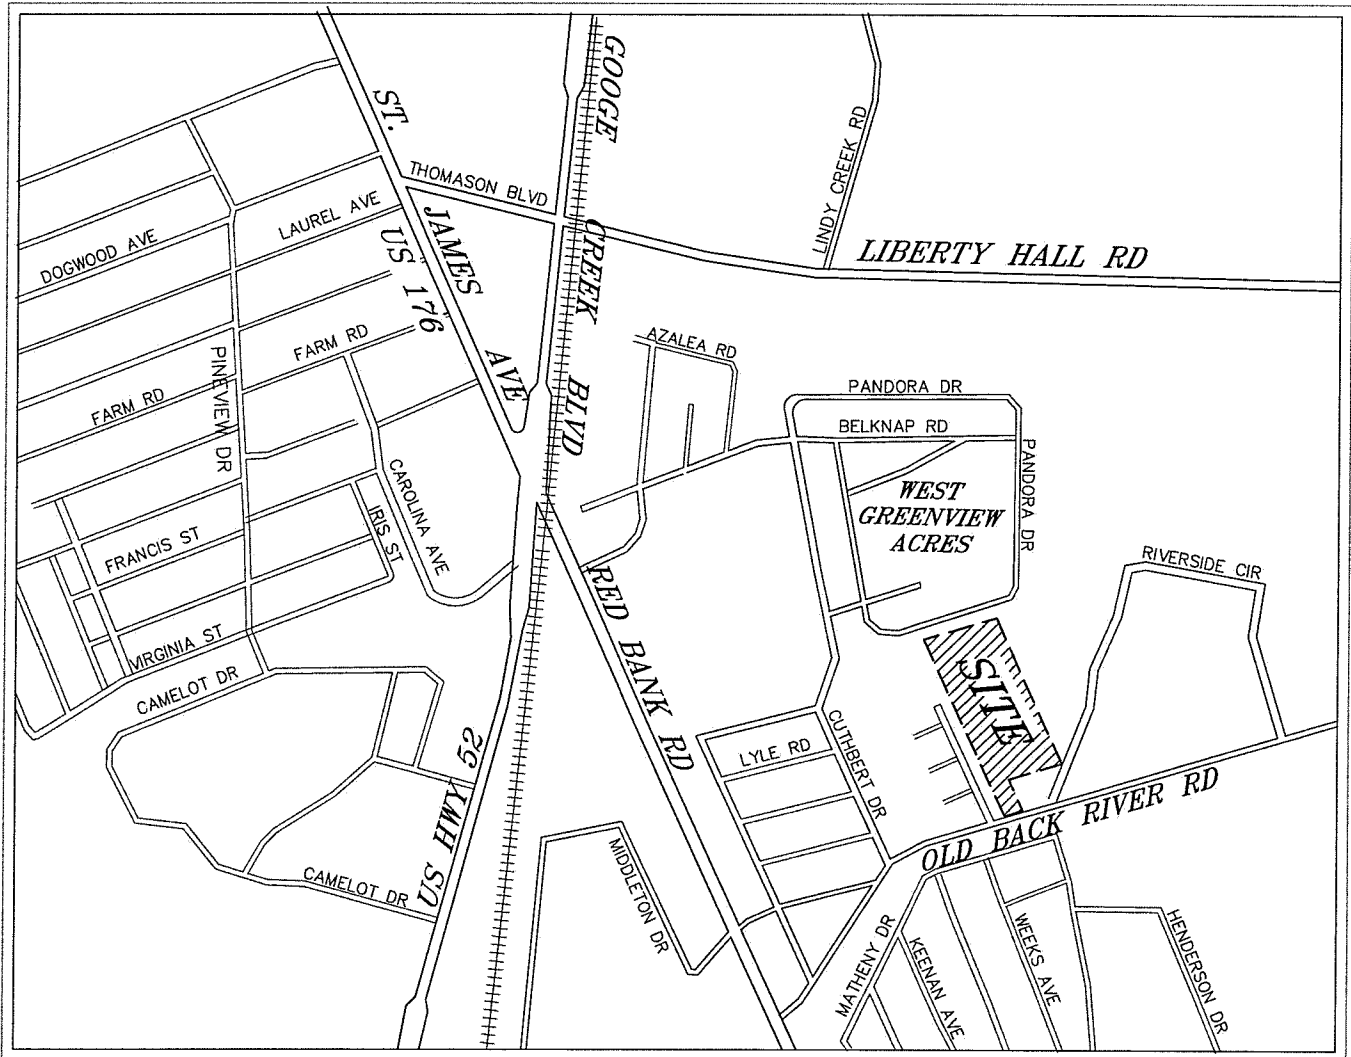 GOOGE CREEK BLVD
ST. JAMES AVE
US 176
THOMASON BLVD
LINDY CREEK RD
LIBERTY HALL RD
DOGWOOD AVE
LAUREL AVE
FARM RD
FARM RD
PINEVIEW DR
AZALEA RD
PANDORA DR
BELKNAP RD
PANDORA DR
WEST
GREENVIEW
ACRES
CAROLINA AVE
IRIS ST
FRANCIS ST
RIVERSIDE CIR
RED BANK RD
VIRGINIA ST
CAMELOT DR
SITE
CUTHBERT DR
LYLE RD
US HWY 52
OLD BACK RIVER RD
CAMELOT DR
MIDDLETON DR
MATHENY DR
KEENAN AVE
WEEKS AVE
HENDERSON DR